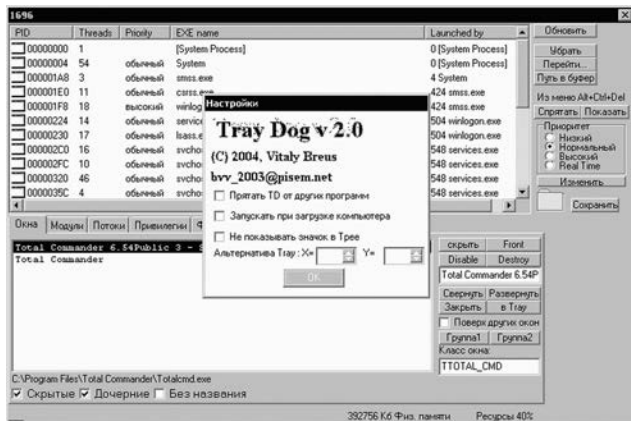 1696
PID Threads Priority EXE name Launched by
00000000 1 [System Process] 0 [System Process]
00000004 54 обычный System 0 [System Process]
000001A8 3 обычный smss.exe 4 System
000001E0 11 обычный csrss.exe 424 smss.exe
000001F8 18 высокий winlog 424 smss.exe
00000224 14 обычный service 504 winlogon.exe
00000230 17 обычный lsass.e 504 winlogon.exe
000002C0 16 обычный svcho 548 services.exe
000002FC 10 обычный svcho 548 services.exe
00000320 46 обычный svcho 548 services.exe
0000035C 4 обычный svcho 548 services.exe
Обновить
Убрать
Перейти...
Путь в буфер
Из меню Alt+Ctrl+Del
Спрятать Показать
Приоритет
Низкий
Нормальный
Высокий
Real Time
Изменить
Сохранить
Настройки
Tray Dog v 2.0
(C) 2004, Vitaly Breus
bvv_2003@pisem.net
Прятать TD от других программ
Запускать при загрузке компьютера
Не показывать значок в Трее
Альтернатива Tray: X= Y=
OK
Окна Модули Потоки Привилегии Ф
Total Commander 6.54Public 3 - S
Total Commander
скрыть Front
Disable Destroy
Total Commander 6.54P
Свернуть Развернуть
Закрыть в Tray
Поверх других окон
Группа1 Группа2
Класс окна:
TTOTAL_CMD
C:\Program Files\Total Commander\Totalcmd.exe
Скрытые Дочерние Без названия
392756 Кб Физ. памяти Ресурсы 40%